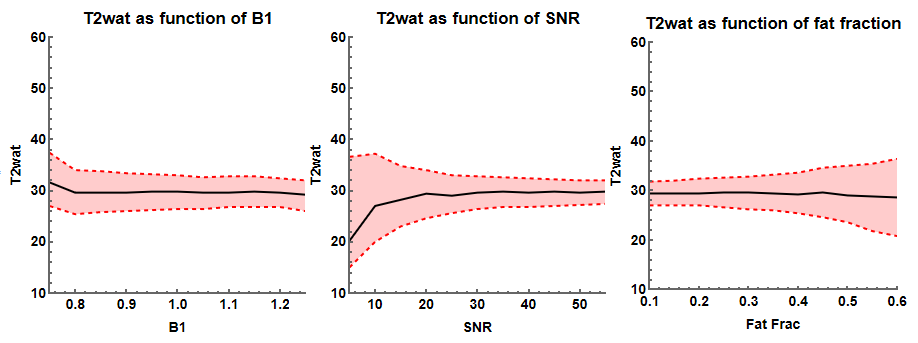 T2wat as function of B1
T2wat
60
50
40
30
20
10
0.8 0.9 1.0 1.1 1.2
B1
T2wat as function of SNR
T2wat
60
50
40
30
20
10
10 20 30 40 50
SNR
T2wat as function of fat fraction
T2wat
60
50
40
30
20
10
0.1 0.2 0.3 0.4 0.5 0.6
Fat Frac